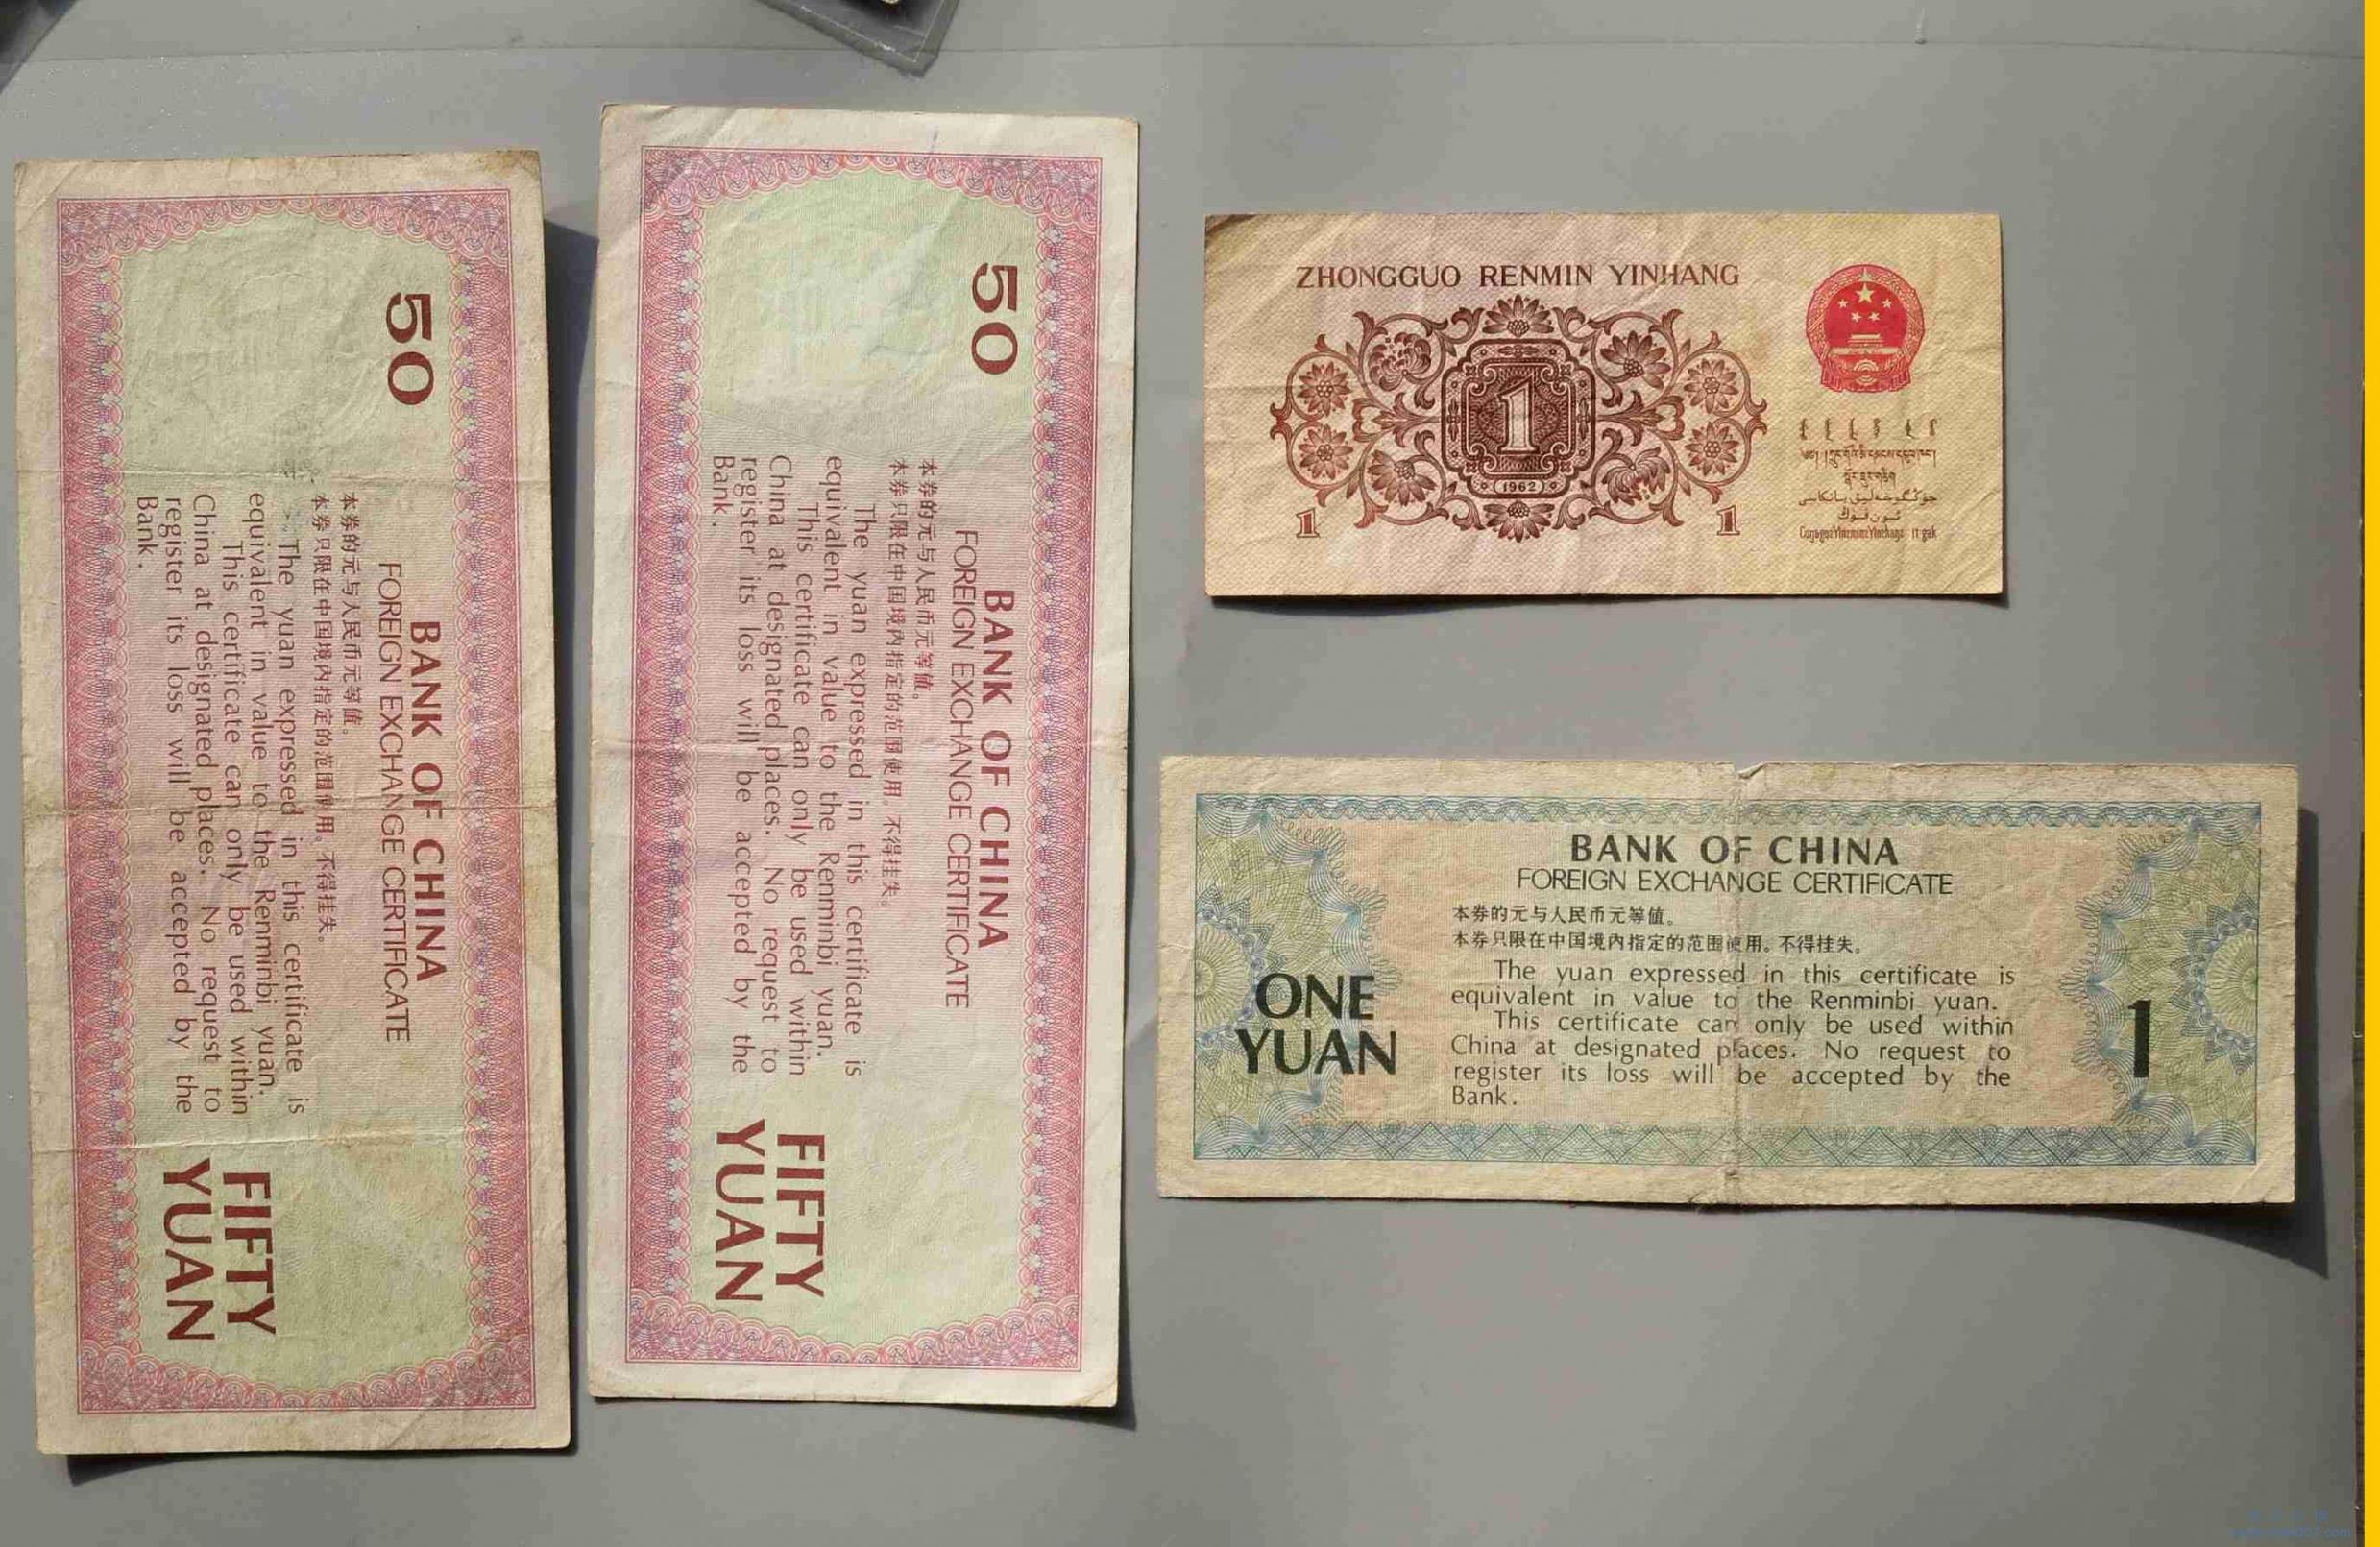 50
BANK OF CHINA
FOREIGN EXCHANGE CERTIFICATE
本券的元与人民币元等值。
本券只限在中国境内指定的范围使用。不得挂失。
The yuan expressed in this certificate is
equivalent in value to the Renminbi yuan.
This certificate can only be used within
China at designated places. No request to
register its loss will be accepted by the
Bank.
FIFTY
YUAN
50
BANK OF CHINA
FOREIGN EXCHANGE CERTIFICATE
本券的元与人民币元等值。
本券只限在中国境内指定的范围使用。不得挂失。
The yuan expressed in this certificate is
equivalent in value to the Renminbi yuan.
This certificate can only be used within
China at designated places. No request to
register its loss will be accepted by the
Bank.
FIFTY
YUAN
ZHONGGUO RENMIN YINHANG
1
1962
1 1
BANK OF CHINA
FOREIGN EXCHANGE CERTIFICATE
本券的元与人民币元等值。
本券只限在中国境内指定的范围使用。不得挂失。
The yuan expressed in this certificate is
equivalent in value to the Renminbi yuan.
This certificate can only be used within
China at designated places. No request to
register its loss will be accepted by the
Bank.
ONE
YUAN
1